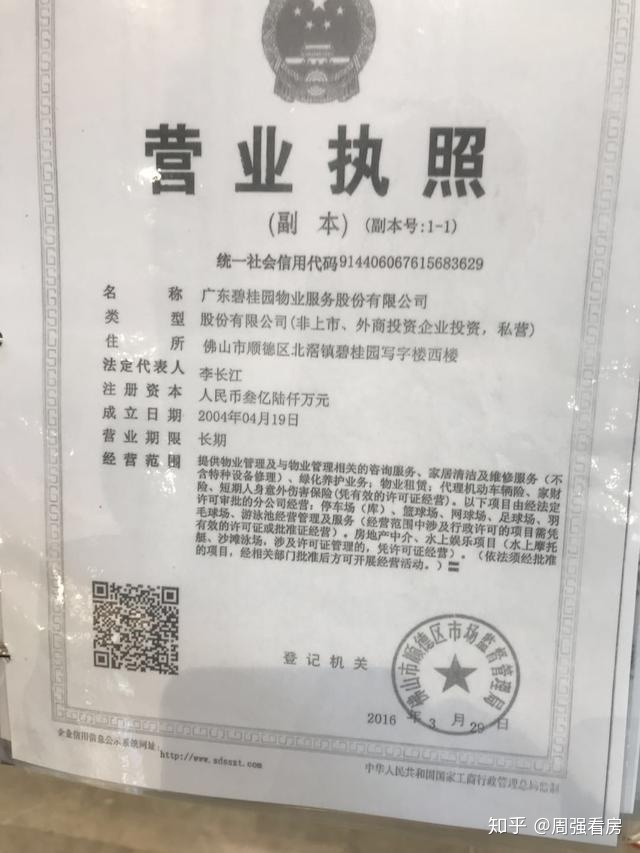 营业执照
(副 本) (副本号:1-1)
统一社会信用代码914406067615683629
名 称 广东碧桂园物业服务股份有限公司
类 型 股份有限公司(非上市、外商投资企业投资，私营)
住 所 佛山市顺德区北滘镇碧桂园写字楼西楼
法定代表人 李长江
注册资本 人民币叁亿陆仟万元
成立日期 2004年04月19日
营业期限 长期
经营范围 提供物业管理及与物业管理相关的咨询服务、家居清洁及维修服务（不
含特种设备修理）、绿化养护业务；物业租赁；代理机动车辆险、家财
险、短期人身意外伤害保险(凭有效的许可证经营)。以下项目由经法定
许可审批的分公司经营：停车场（库）、篮球场、网球场、足球场、羽
毛球场、游泳池经营管理及服务（经营范围中涉及行政许可的项目需凭
有效的许可证或批准证经营）。房地产中介、水上娱乐项目（水上摩托
艇、沙滩泳场，涉及许可证管理的，凭许可证经营）。（依法须经批准
的项目，经相关部门批准后方可开展经营活动。）
登记机关
佛山市顺德区市场监督管理局
2016 年 3 月 29 日
企业信用信息公示系统网址：
http://www.sdsszt.com
中华人民共和国国家工商行政管理总局监制
知乎 @周强看房